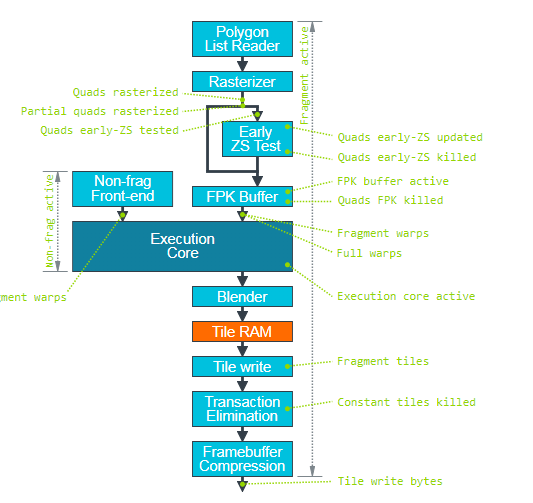 Polygon
List Reader
Fragment active
Rasterizer
Quads rasterized
Partial quads rasterized
Quads early-ZS tested
Early
ZS Test
Quads early-ZS updated
Quads early-ZS killed
Non-frag active
Non-frag
Front-end
FPK Buffer
FPK buffer active
Quads FPK killed
Fragment warps
Full warps
Execution
Core
ment warps
Execution core active
Blender
Tile RAM
Tile write
Fragment tiles
Transaction
Elimination
Constant tiles killed
Framebuffer
Compression
Tile write bytes